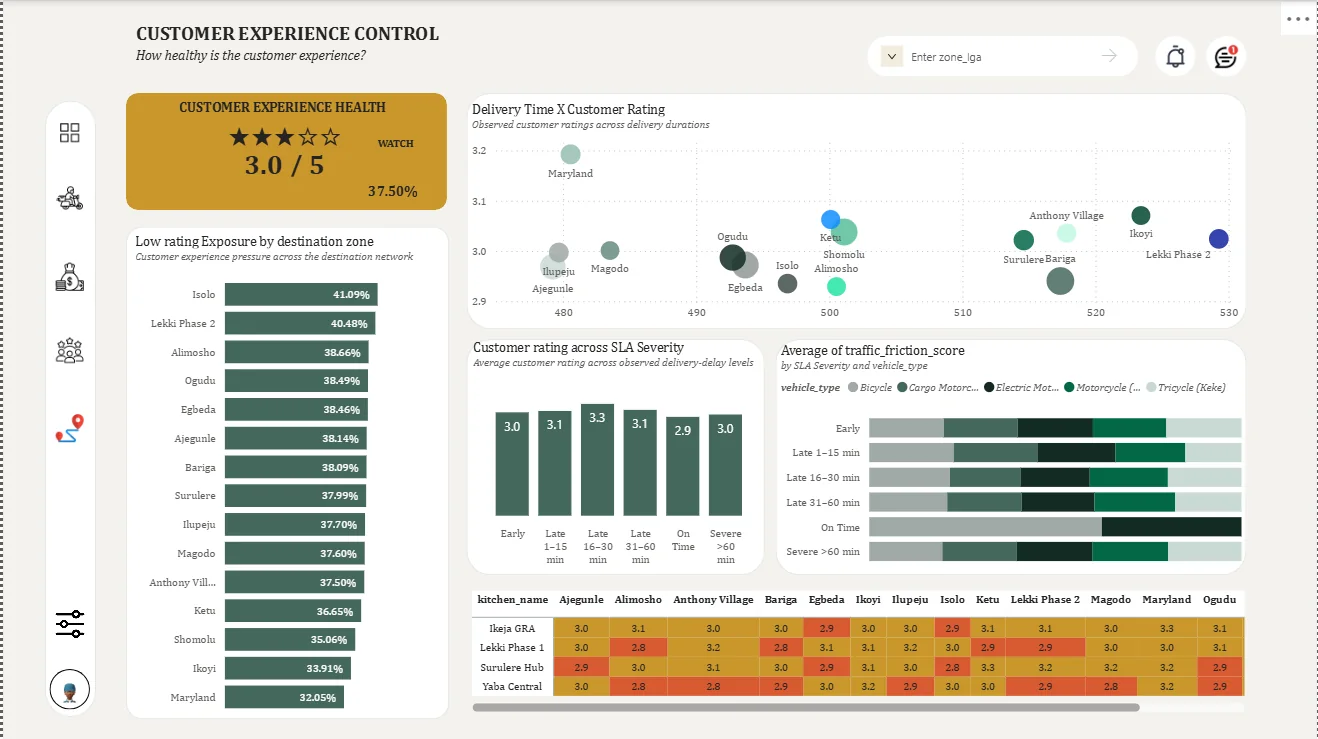 CUSTOMER EXPERIENCE CONTROL
How healthy is the customer experience?
Enter zone_lga
1
CUSTOMER EXPERIENCE HEALTH
★★★☆☆
WATCH
3.0 / 5
37.50%
Low rating Exposure by destination zone
Customer experience pressure across the destination network
Isolo 41.09%
Lekki Phase 2 40.48%
Alimosho 38.66%
Ogudu 38.49%
Egbeda 38.46%
Ajegunle 38.14%
Bariga 38.09%
Surulere 37.99%
Ilupeju 37.70%
Magodo 37.60%
Anthony Vill... 37.50%
Ketu 36.65%
Shomolu 35.06%
Ikoyi 33.91%
Maryland 32.05%
Delivery Time X Customer Rating
Observed customer ratings across delivery durations
3.2
Maryland
3.1
Anthony Village
Ikoyi
Ogudu
Ketu
3.0
Shomolu
Surulere
Bariga
Lekki Phase 2
Ilupeju
Magodo
Isolo
Alimosho
Ajegunle
Egbeda
2.9
480 490 500 510 520 530
Customer rating across SLA Severity
Average customer rating across observed delivery-delay levels
3.0 3.1 3.3 3.1 2.9 3.0
Early Late Late Late On Severe
1–15 16–30 31–60 Time >60
min min min min
Average of traffic_friction_score
by SLA Severity and vehicle_type
vehicle_type Bicycle Cargo Motorc... Electric Mot... Motorcycle (... Tricycle (Keke)
Early
Late 1–15 min
Late 16–30 min
Late 31–60 min
On Time
Severe >60 min
kitchen_name Ajegunle Alimosho Anthony Village Bariga Egbeda Ikoyi Ilupeju Isolo Ketu Lekki Phase 2 Magodo Maryland Ogudu
Ikeja GRA 3.0 3.1 3.0 3.0 2.9 3.0 3.0 2.9 3.1 3.1 3.0 3.3 3.1
Lekki Phase 1 3.0 2.8 3.2 2.8 3.1 3.1 3.2 3.0 2.9 2.9 3.0 3.0 3.1
Surulere Hub 2.9 3.0 3.1 3.0 2.9 3.1 3.0 2.8 3.3 3.2 3.2 3.2 2.9
Yaba Central 3.0 2.8 2.8 2.9 3.0 3.2 2.9 3.0 3.0 2.9 2.8 3.2 2.9